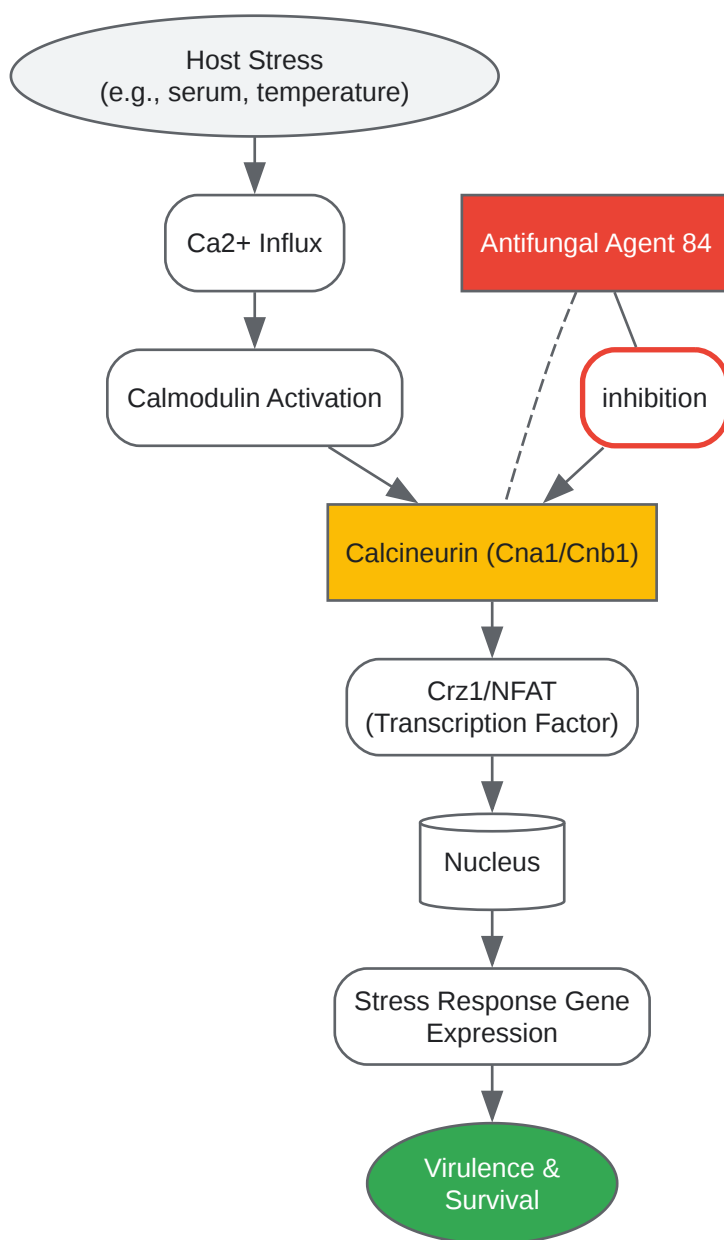 Host Stress
(e.g., serum, temperature)
Ca2+ Influx
Antifungal Agent 84
Calmodulin Activation
inhibition
Calcineurin (Cna1/Cnb1)
Crz1/NFAT
(Transcription Factor)
Nucleus
Stress Response Gene
Expression
Virulence &
Survival